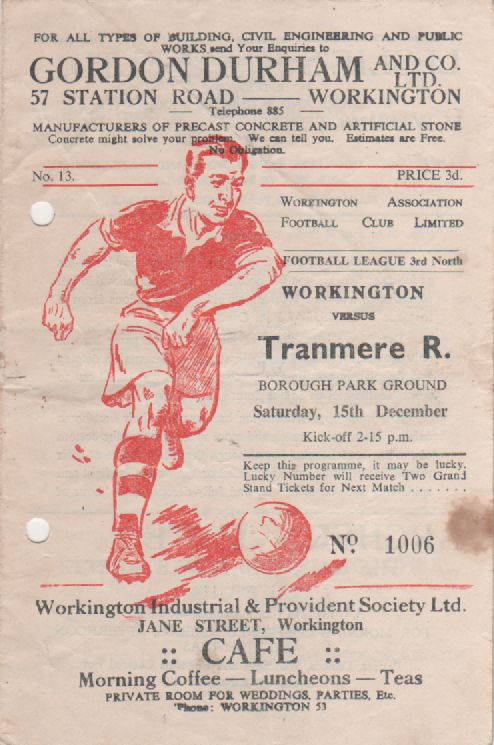 FOR ALL TYPES OF BUILDING, CIVIL ENGINEERING AND PUBLIC
WORKS send Your Enquiries to
GORDON DURHAM AND CO. LTD.
57 STATION ROAD —— WORKINGTON
— Telephone 885 —
MANUFACTURERS OF PRECAST CONCRETE AND ARTIFICIAL STONE
Concrete might solve your problem. We can tell you. Estimates are Free.
No Obligation.
No. 13.
PRICE 3d.
WORKINGTON ASSOCIATION
FOOTBALL CLUB LIMITED
FOOTBALL LEAGUE 3rd North
WORKINGTON
VERSUS
Tranmere R.
BOROUGH PARK GROUND
Saturday, 15th December
Kick-off 2-15 p.m.
Keep this programme, it may be lucky.
Lucky Number will receive Two Grand
Stand Tickets for Next Match . . . . . . .
No 1006
Workington Industrial & Provident Society Ltd.
JANE STREET, Workington
:: CAFE ::
Morning Coffee — Luncheons — Teas
PRIVATE ROOM FOR WEDDINGS, PARTIES, Etc.
'Phone: WORKINGTON 53